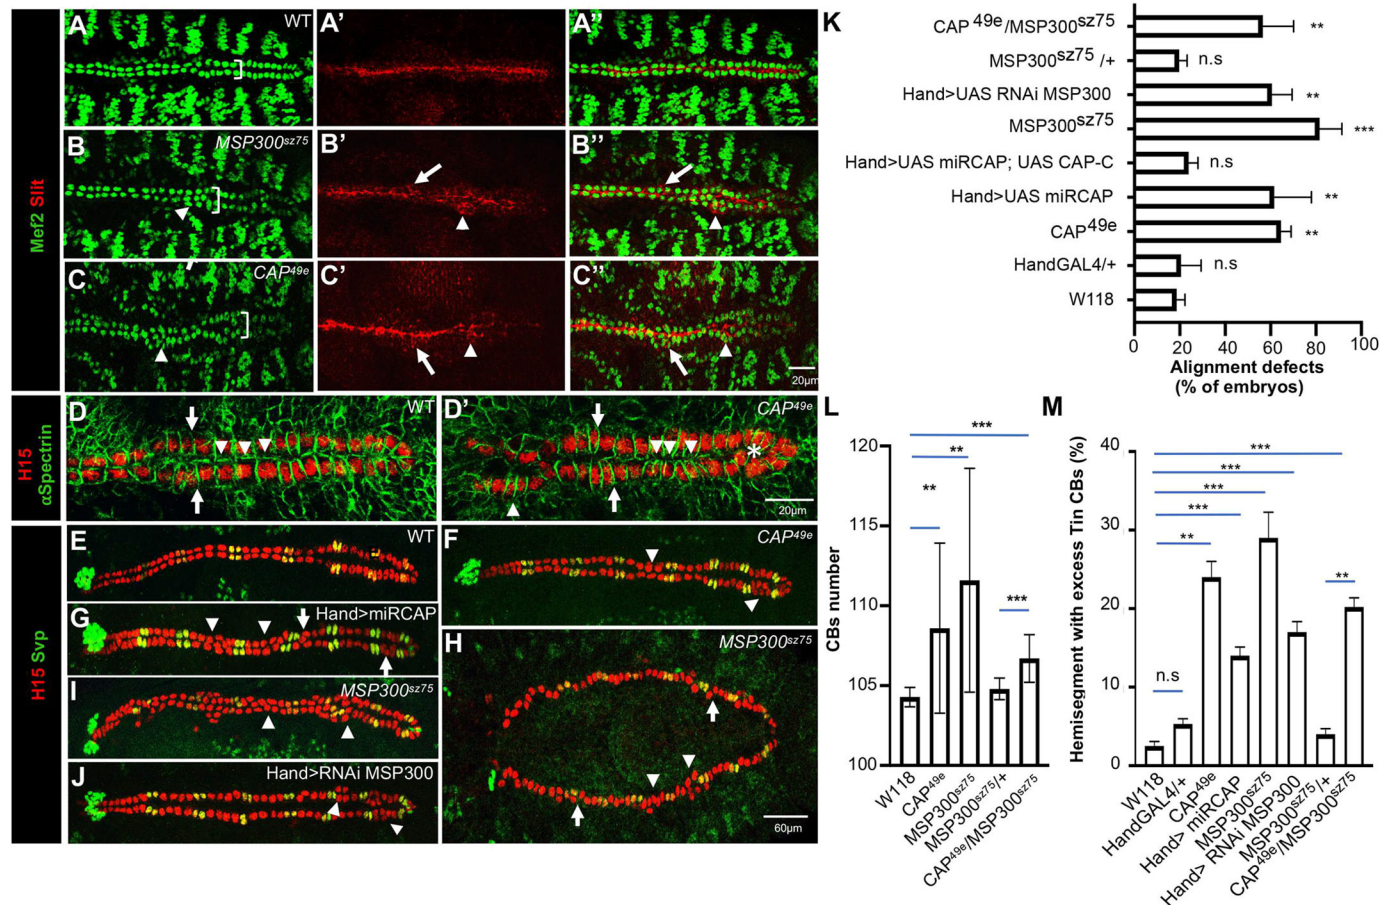 A
WT
A’
A’’
B
MSP300sz75
B’
B’’
C
CAP49e
C’
C’’
20µm
Mef2 Slit
D
WT
D’
CAP49e
*
20µm
H15
αSpectrin
E
WT
F
CAP49e
G
Hand>miRCAP
H
MSP300sz75
I
MSP300sz75
J
Hand>RNAi MSP300
60µm
H15 Svp
K
CAP 49e/MSP300sz75
**
MSP300sz75 /+
n.s
Hand>UAS RNAi MSP300
**
MSP300sz75
***
Hand>UAS miRCAP; UAS CAP-C
n.s
Hand>UAS miRCAP
**
CAP49e
**
HandGAL4/+
n.s
W118
0 20 40 60 80 100
Alignment defects
(% of embryos)
L
CBs number
120
115
110
105
100
***
**
**
***
W118
CAP49e
MSP300sz75
MSP300sz75/+
CAP49e/MSP300sz75
M
Hemisegment with excess Tin CBs (%)
40
30
20
10
0
***
***
***
***
**
**
n.s
W118
HandGAL4/+
CAP49e
Hand> miRCAP
MSP300sz75
Hand> RNAi MSP300
MSP300sz75/+
CAP49e/MSP300sz75